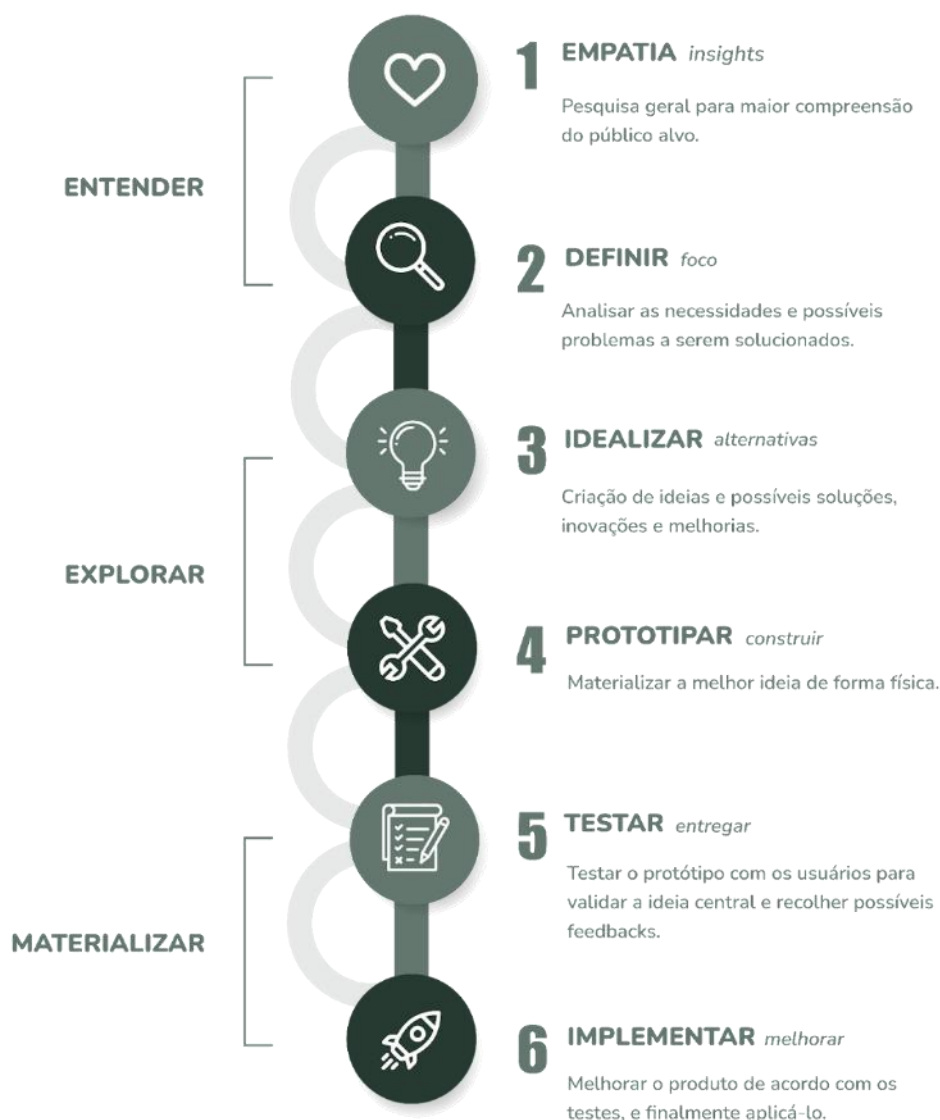 1 EMPATIA insights
Pesquisa geral para maior compreensão
do público alvo.
ENTENDER
2 DEFINIR foco
Analisar as necessidades e possíveis
problemas a serem solucionados.
3 IDEALIZAR alternativas
Criação de ideias e possíveis soluções,
inovações e melhorias.
EXPLORAR
4 PROTOTIPAR construir
Materializar a melhor ideia de forma física.
5 TESTAR entregar
Testar o protótipo com os usuários para
validar a ideia central e recolher possíveis
feedbacks.
MATERIALIZAR
6 IMPLEMENTAR melhorar
Melhorar o produto de acordo com os
testes, e finalmente aplicá-lo.